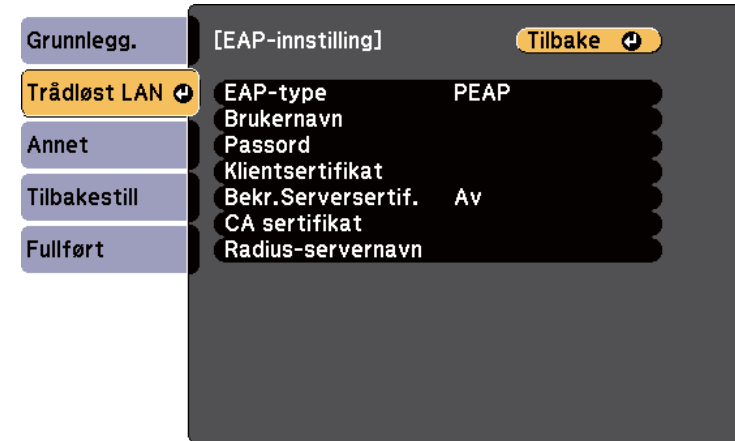 Grunnlegg.
Trådløst LAN
Annet
Tilbakestill
Fullført
[EAP-innstilling] Tilbake
EAP-type PEAP
Brukernavn
Passord
Klientsertifikat
Bekr.Serversertif. Av
CA sertifikat
Radius-servernavn